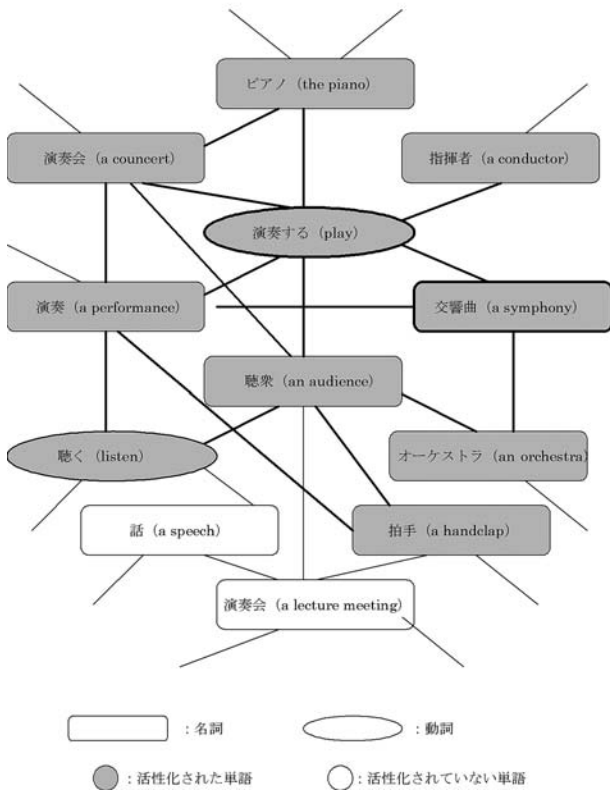 ピアノ (the piano)
演奏会 (a councert)
指揮者 (a conductor)
演奏する (play)
演奏 (a performance)
交響曲 (a symphony)
聴衆 (an audience)
聴く (listen)
オーケストラ (an orchestra)
話 (a speech)
拍手 (a handclap)
演奏会 (a lecture meeting)
：名詞
：動詞
：活性化された単語
：活性化されていない単語